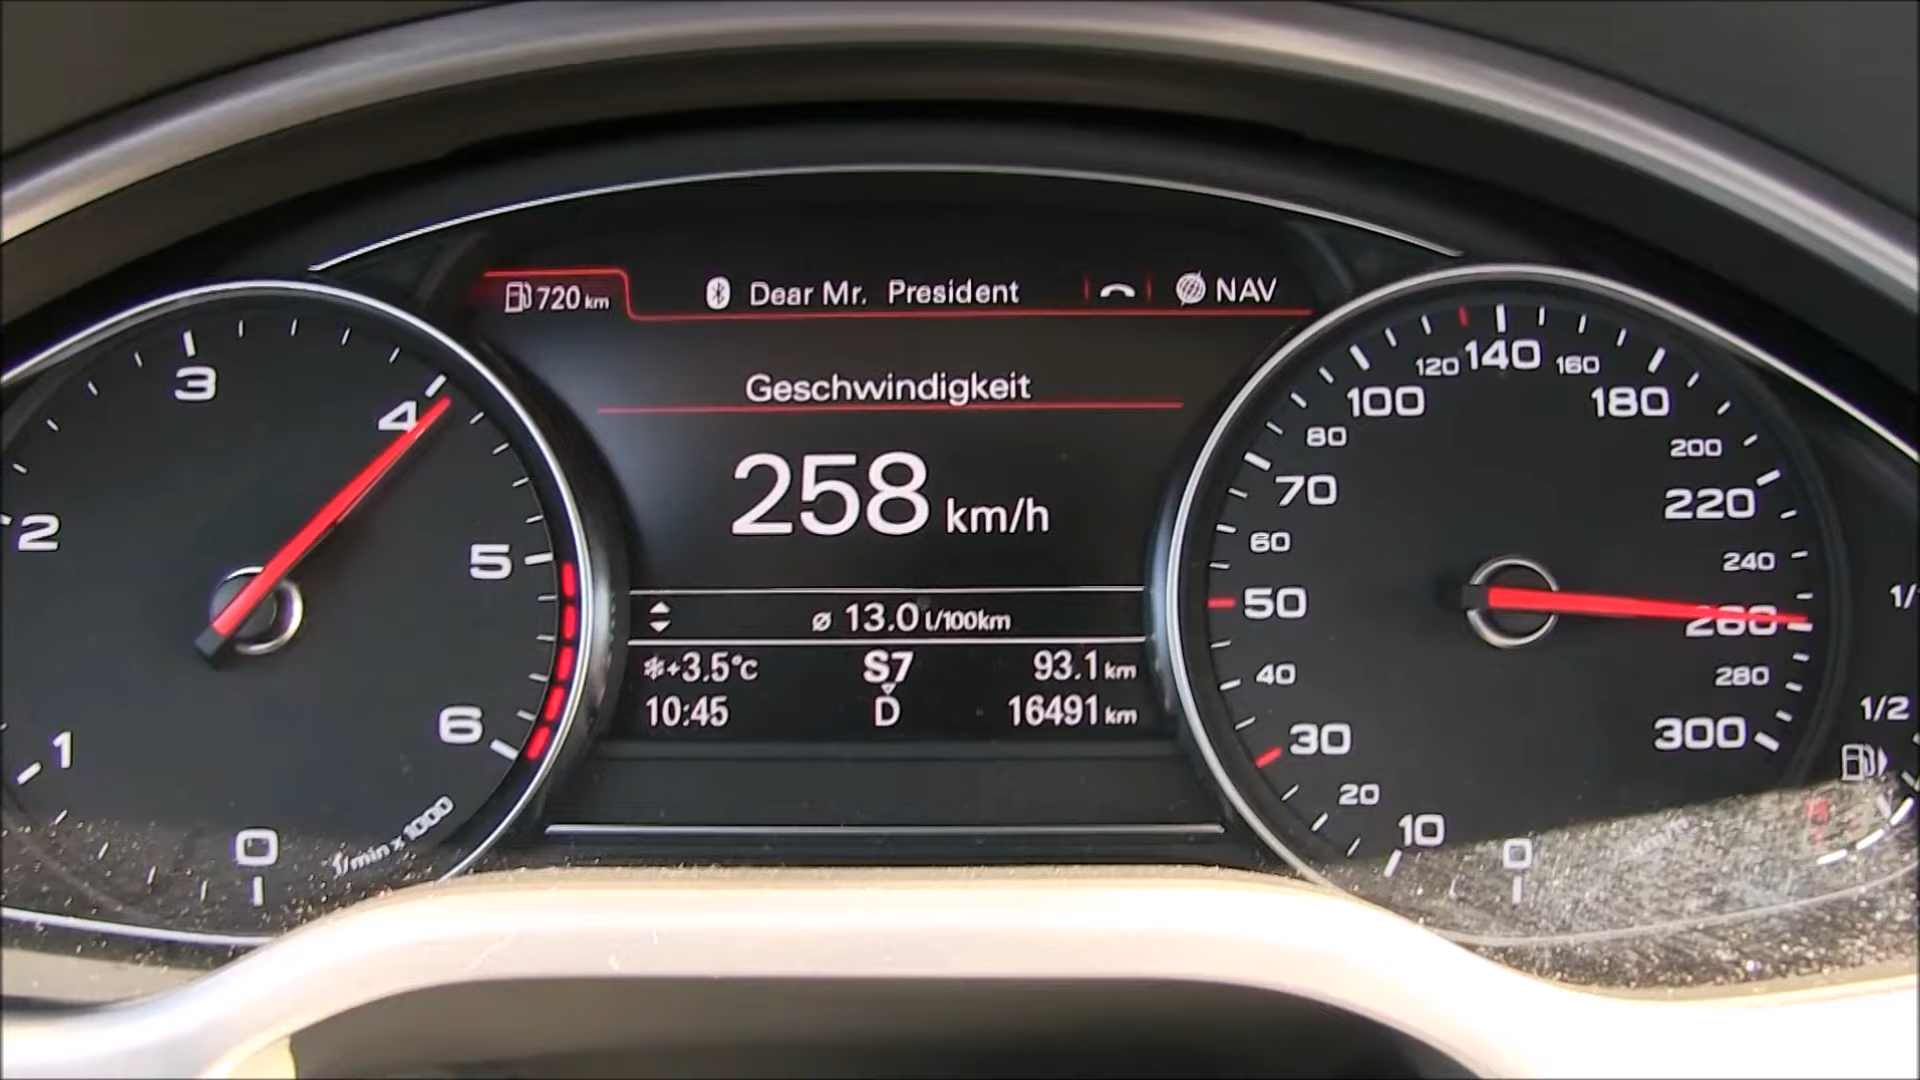 720 km
Dear Mr. President
NAV
Geschwindigkeit
258 km/h
ø 13.0 l/100km
+3.5°C
S7
93.1 km
10:45
D
16491 km
0
1
2
3
4
5
6
1/min x 1000
0
10
20
30
40
50
60
70
80
100
120
140
160
180
200
220
240
260
280
300
1/2